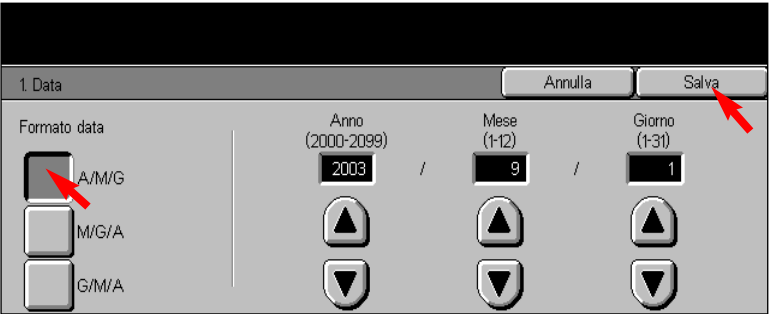 1. Data
Annulla
Salva
Formato data
A/M/G
M/G/A
G/M/A
Anno
(2000-2099)
2003
/
Mese
(1-12)
9
/
Giorno
(1-31)
1